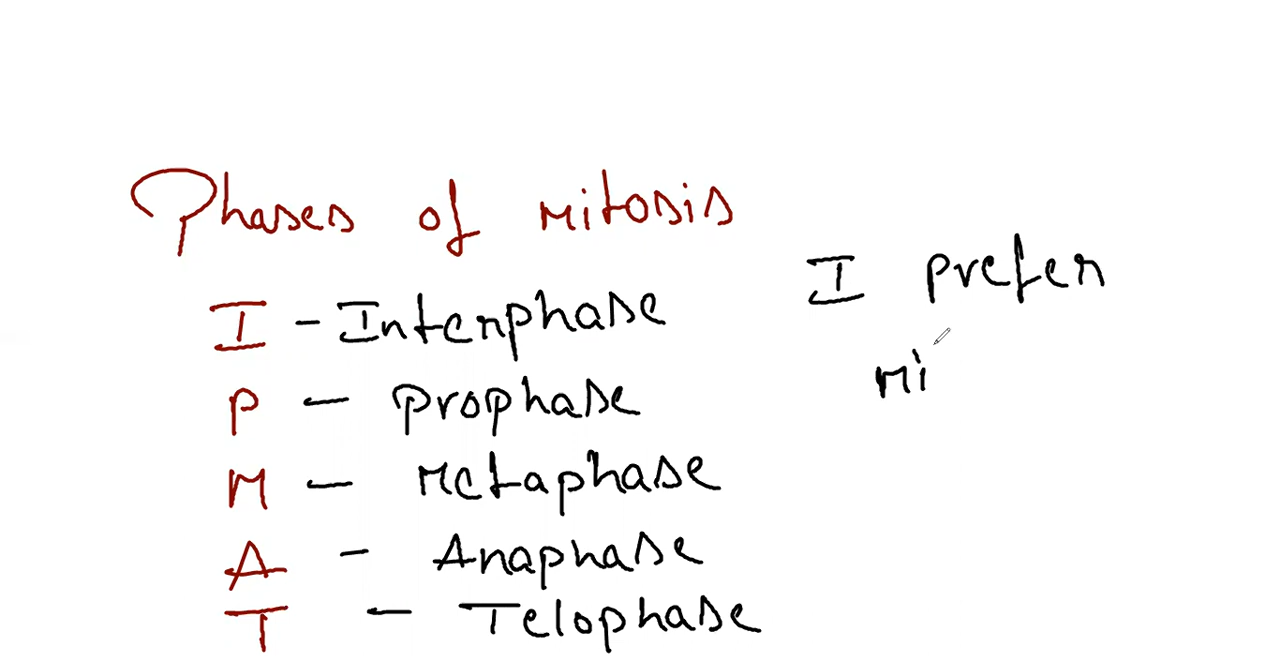 Phases of mitosis
I - Interphase
P - Prophase
M - Metaphase
A - Anaphase
T - Telophase
I prefer
Mi